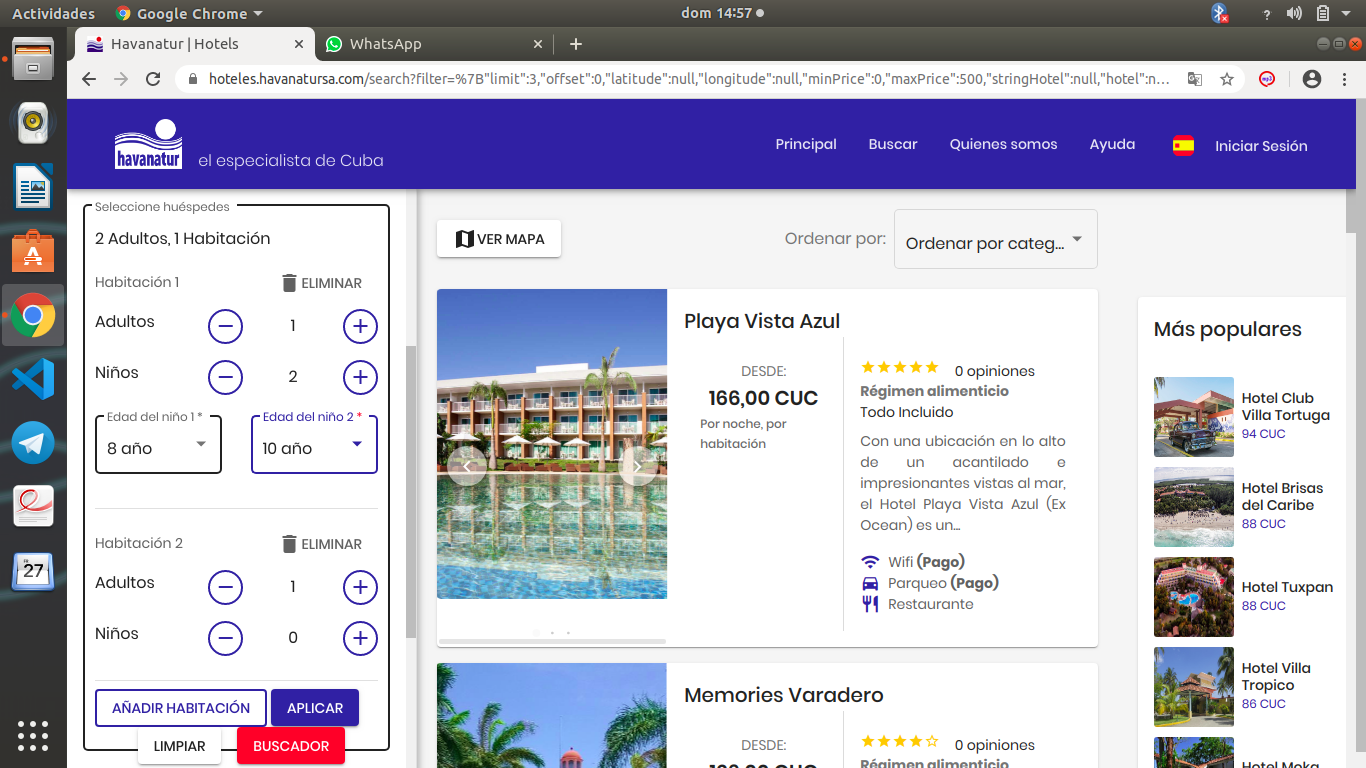 Actividades
Google Chrome
dom 14:57
Havanatur | Hotels
WhatsApp
hoteles.havanatursa.com/search?filter=%7B"limit":3,"offset":0,"latitude":null,"longitude":null,"minPrice":0,"maxPrice":500,"stringHotel":null,"hotel":n...
havanatur
el especialista de Cuba
Principal
Buscar
Quienes somos
Ayuda
Iniciar Sesión
Seleccione huéspedes
2 Adultos, 1 Habitación
Habitación 1
ELIMINAR
Adultos
1
Niños
2
Edad del niño 1 *
8 año
Edad del niño 2 *
10 año
Habitación 2
ELIMINAR
Adultos
1
Niños
0
AÑADIR HABITACIÓN
APLICAR
LIMPIAR
BUSCADOR
27
VER MAPA
Ordenar por:
Ordenar por categ...
Playa Vista Azul
DESDE:
166,00 CUC
Por noche, por
habitación
0 opiniones
Régimen alimenticio
Todo Incluido
Con una ubicación en lo alto
de un acantilado e
impresionantes vistas al mar,
el Hotel Playa Vista Azul (Ex
Ocean) es un...
Wifi (Pago)
Parqueo (Pago)
Restaurante
Memories Varadero
DESDE:
0 opiniones
Régimen alimenticio
Más populares
Hotel Club
Villa Tortuga
94 CUC
Hotel Brisas
del Caribe
88 CUC
Hotel Tuxpan
88 CUC
Hotel Villa
Tropico
86 CUC
Hotel Moka